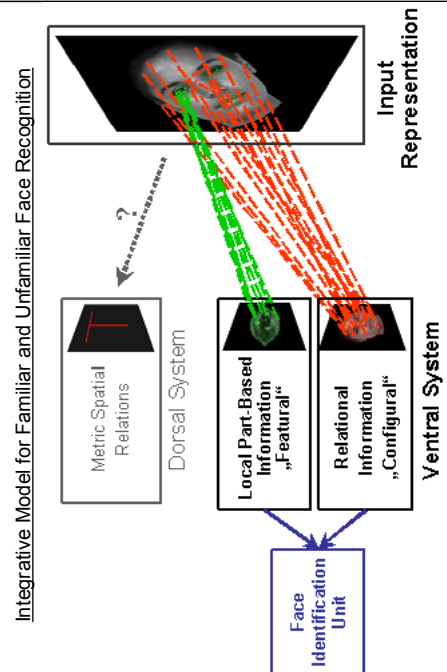 Integrative Model for Familiar and Unfamiliar Face Recognition
Input
Representation
?
Metric Spatial
Relations
Dorsal System
Local Part-Based
Information
„Featural“
Relational
Information
„Configural“
Ventral System
Face
Identification
Unit